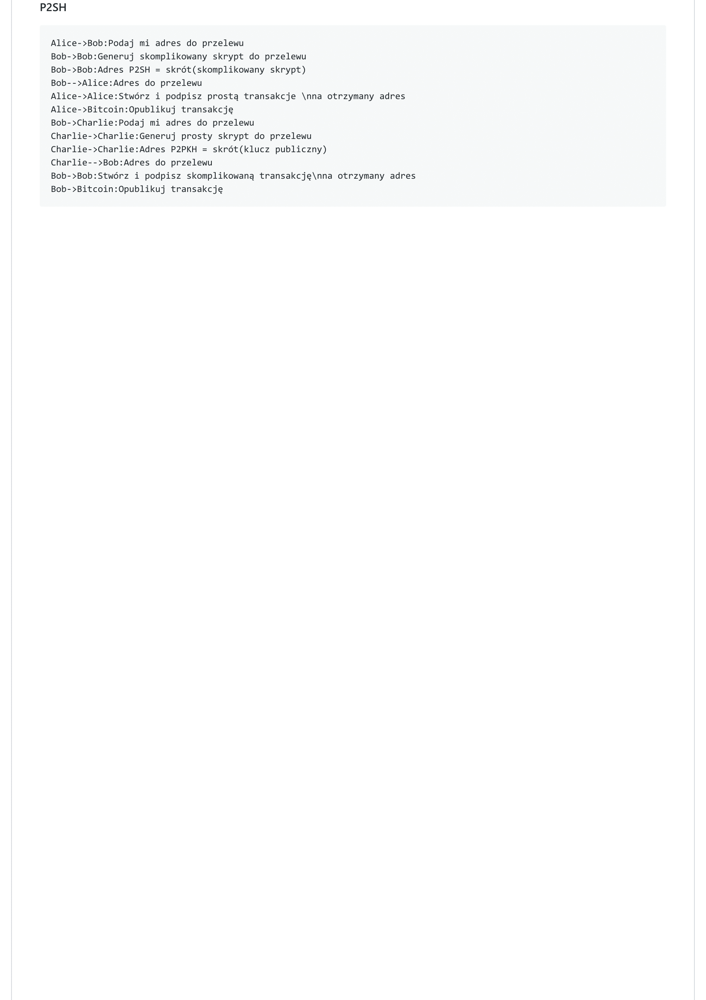 P2SH
Alice->Bob:Podaj mi adres do przelewu
Bob->Bob:Generuj skomplikowany skrypt do przelewu
Bob->Bob:Adres P2SH = skrót(skomplikowany skrypt)
Bob-->Alice:Adres do przelewu
Alice->Alice:Stwórz i podpisz prostą transakcje \nna otrzymany adres
Alice->Bitcoin:Opublikuj transakcję
Bob->Charlie:Podaj mi adres do przelewu
Charlie->Charlie:Generuj prosty skrypt do przelewu
Charlie->Charlie:Adres P2PKH = skrót(klucz publiczny)
Charlie-->Bob:Adres do przelewu
Bob->Bob:Stwórz i podpisz skomplikowaną transakcję\nna otrzymany adres
Bob->Bitcoin:Opublikuj transakcję